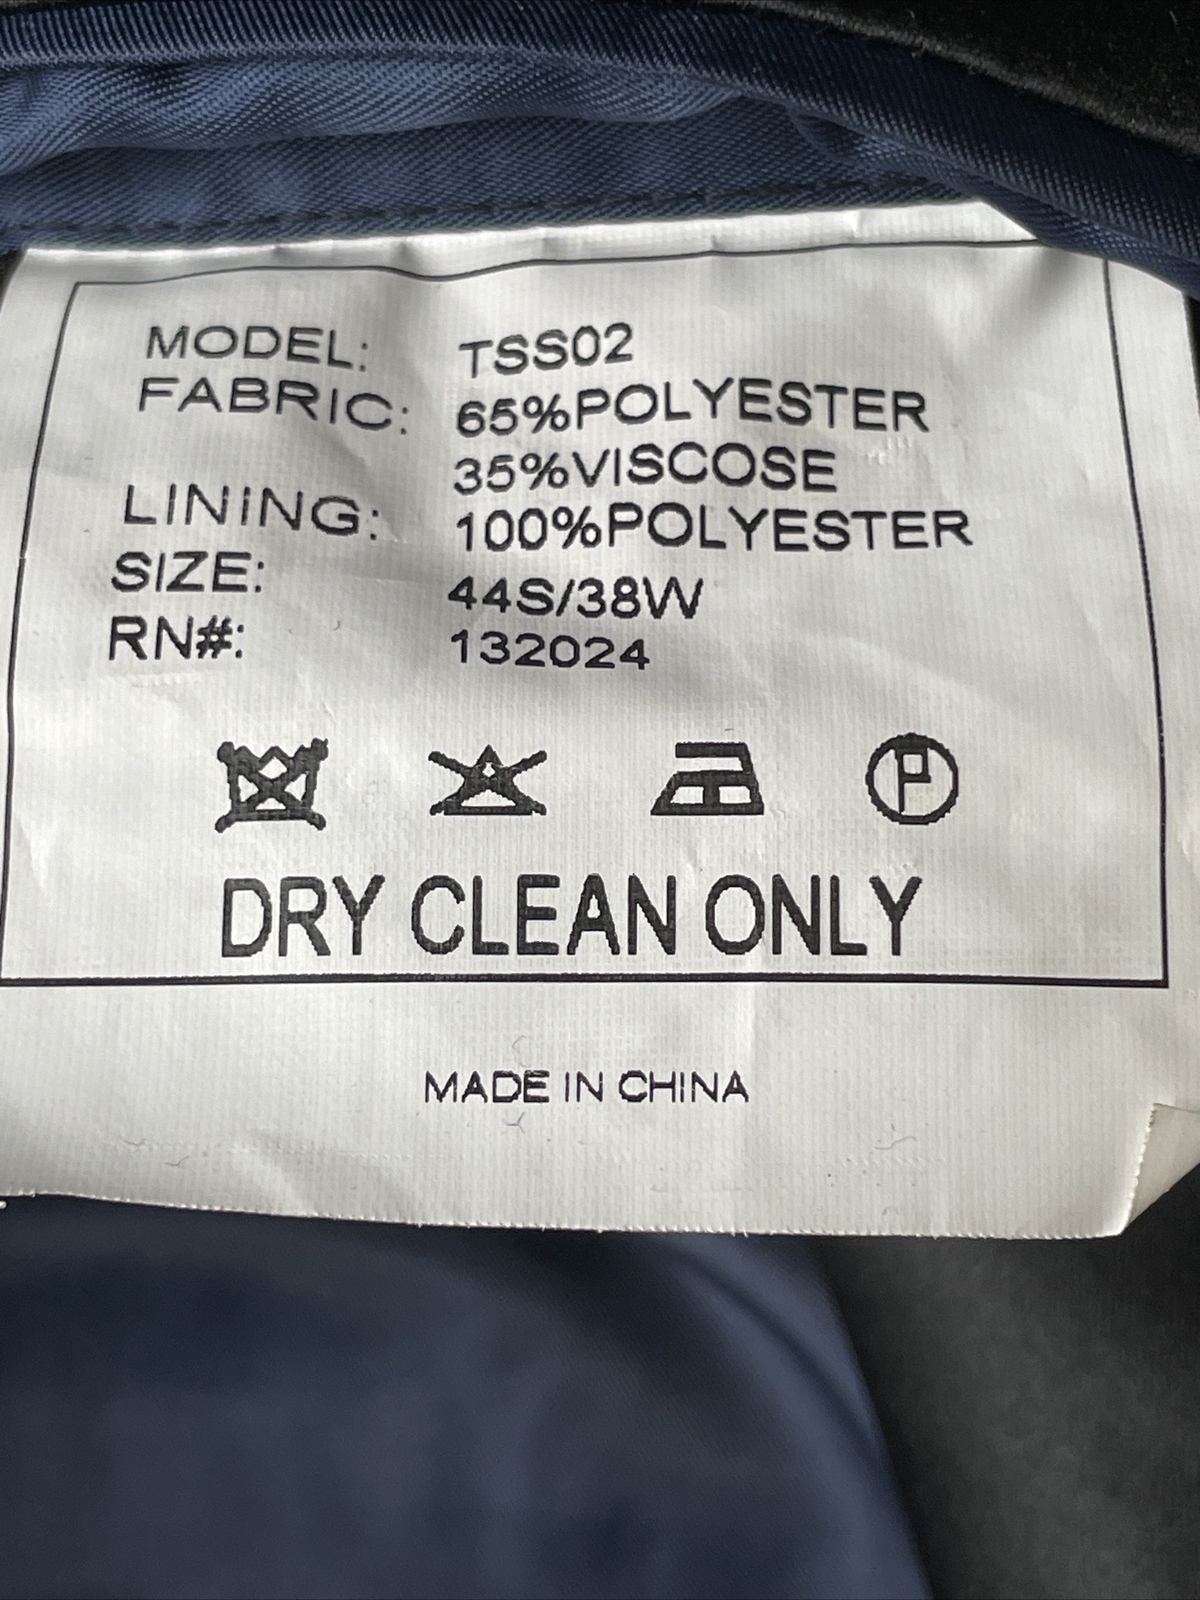 MODEL: TSS02
FABRIC: 65%POLYESTER
35%VISCOSE
LINING: 100%POLYESTER
SIZE: 44S/38W
RN#: 132024
P
DRY CLEAN ONLY
MADE IN CHINA